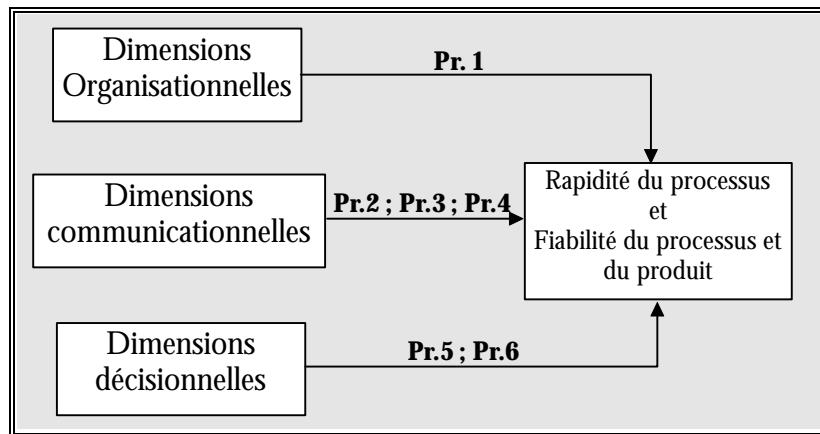 Dimensions
Organisationnelles
Pr. 1
Dimensions
communicationnelles
Pr.2 ; Pr.3 ; Pr.4
Rapidité du processus
et
Fiabilité du processus et
du produit
Dimensions
décisionnelles
Pr.5 ; Pr.6